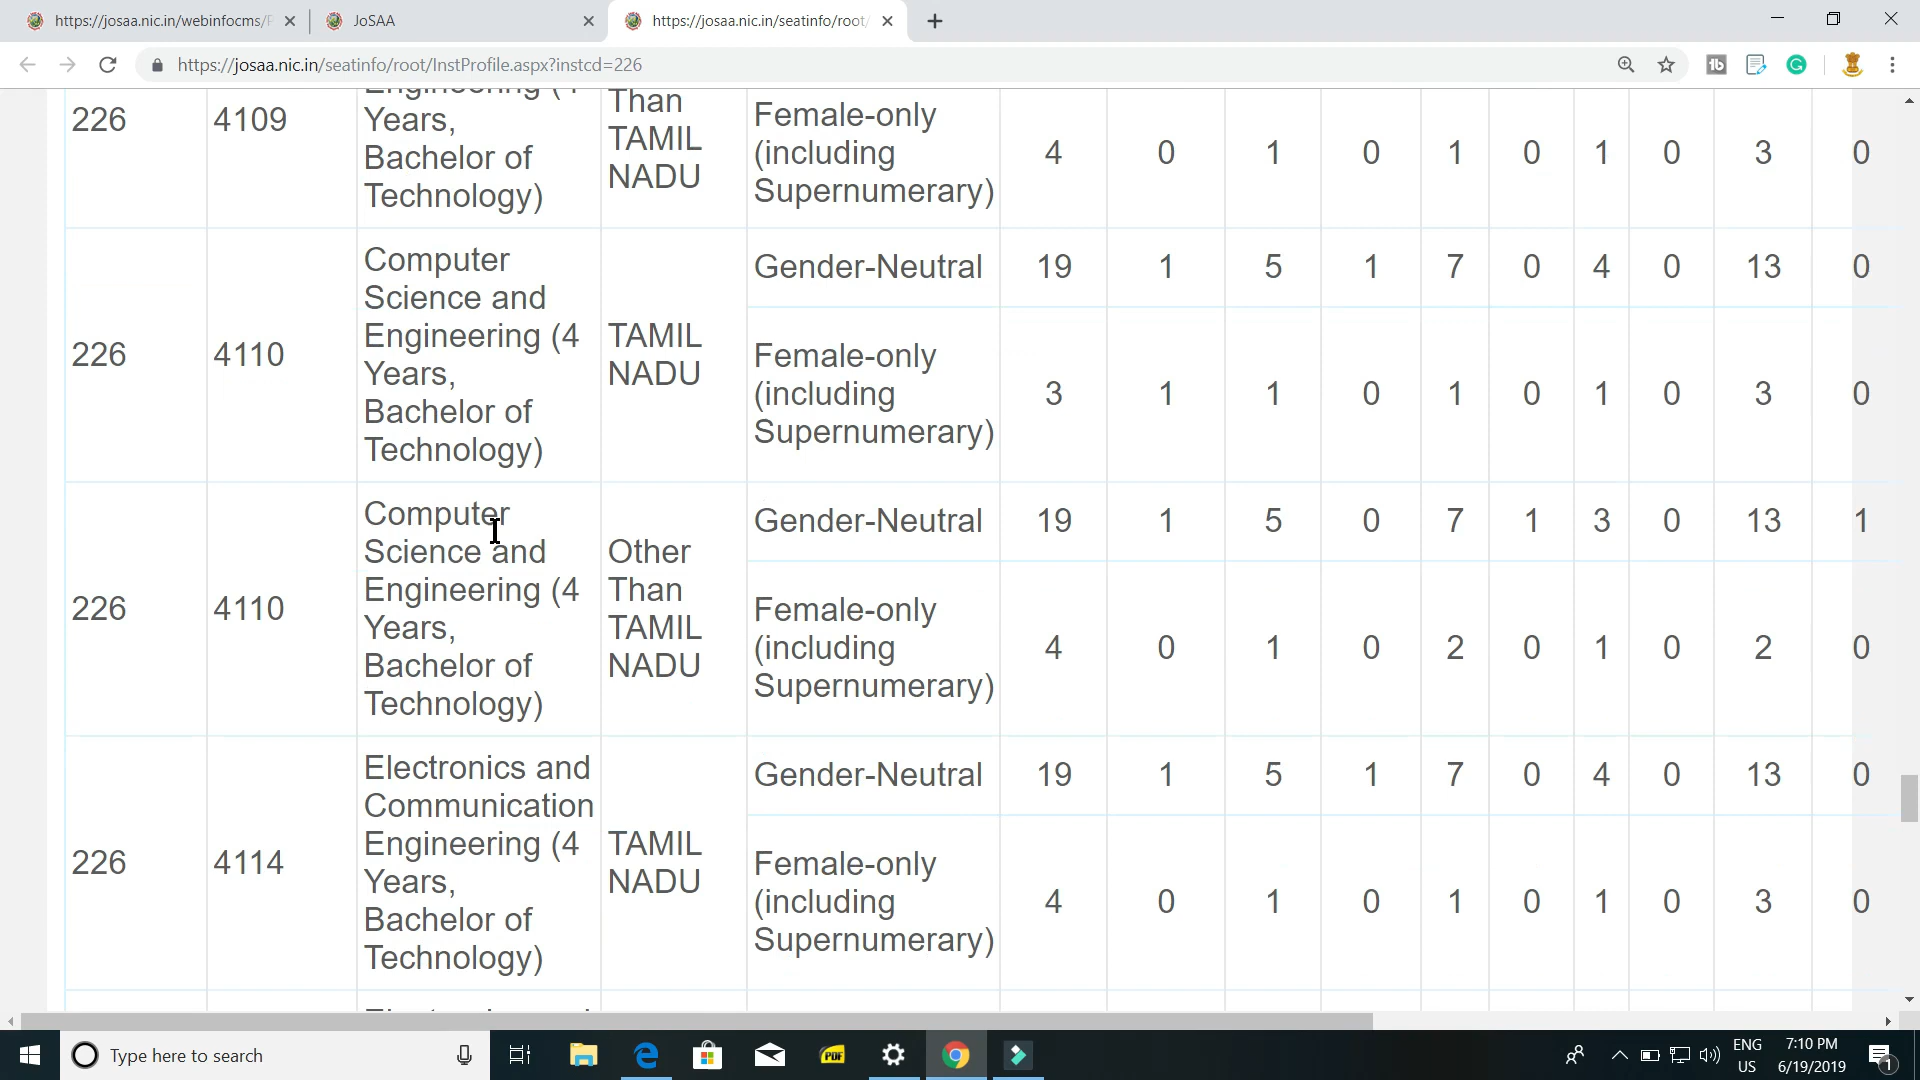 https://josaa.nic.in/webinfocms/P
JoSAA
https://josaa.nic.in/seatinfo/root/
https://josaa.nic.in/seatinfo/root/InstProfile.aspx?instcd=226
226
4109
Engineering (4
Years,
Bachelor of
Technology)
Than
TAMIL
NADU
Female-only
(including
Supernumerary)
4 0 1 0 1 0 1 0 3 0
226
4110
Computer
Science and
Engineering (4
Years,
Bachelor of
Technology)
TAMIL
NADU
Gender-Neutral 19 1 5 1 7 0 4 0 13 0
Female-only
(including
Supernumerary)
3 1 1 0 1 0 1 0 3 0
226
4110
Computer
Science and
Engineering (4
Years,
Bachelor of
Technology)
Other
Than
TAMIL
NADU
Gender-Neutral 19 1 5 0 7 1 3 0 13 1
Female-only
(including
Supernumerary)
4 0 1 0 2 0 1 0 2 0
226
4114
Electronics and
Communication
Engineering (4
Years,
Bachelor of
Technology)
TAMIL
NADU
Gender-Neutral 19 1 5 1 7 0 4 0 13 0
Female-only
(including
Supernumerary)
4 0 1 0 1 0 1 0 3 0
Type here to search
PDF
ENG
US
7:10 PM
6/19/2019
1